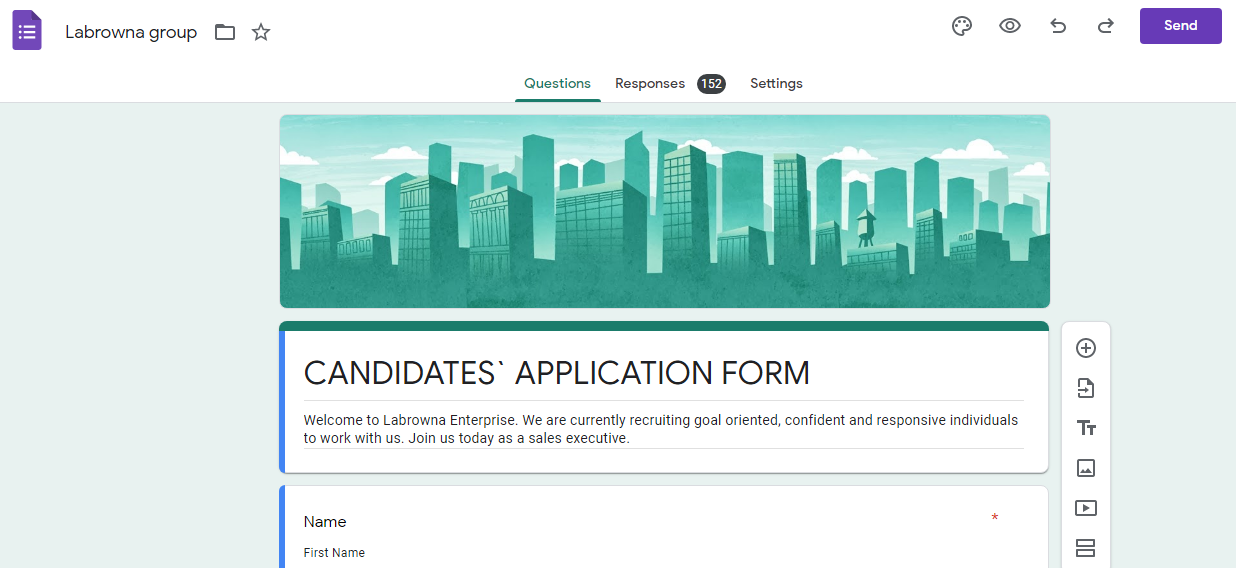 Labrowna group
Send
Questions
Responses 152
Settings
CANDIDATES` APPLICATION FORM
Welcome to Labrowna Enterprise. We are currently recruiting goal oriented, confident and responsive individuals
to work with us. Join us today as a sales executive.
Name *
First Name